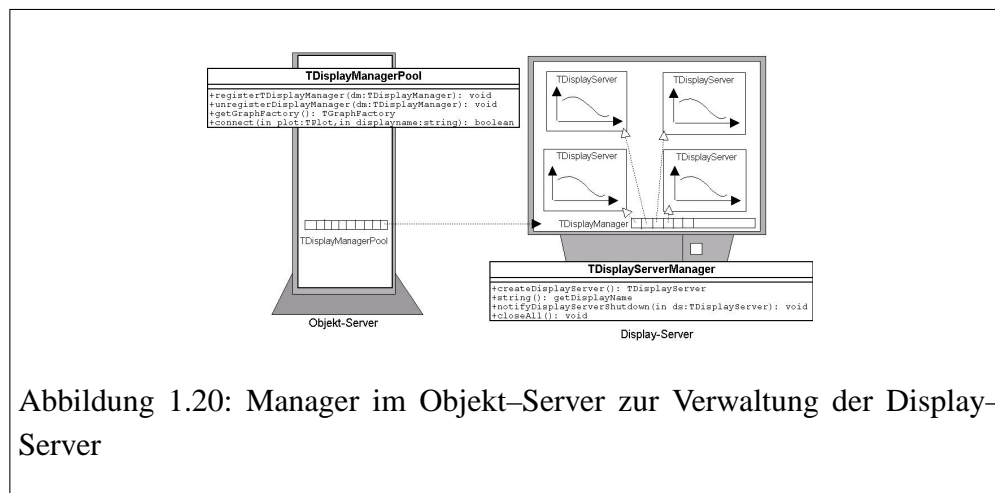 TDisplayManagerPool
+registerTDisplayManager(dm:TDisplayManager): void
+unregisterDisplayManager(dm:TDisplayManager): void
+getGraphFactory(): TGraphFactory
+connect(in plot:TPlot,in displayname:string): boolean
TDisplayManagerPool
Objekt-Server
TDisplayServer
TDisplayServer
TDisplayServer
TDisplayServer
TDisplayManager
TDisplayServerManager
+createDisplayServer(): TDisplayServer
+string(): getDisplayName
+notifyDisplayServerShutdown(in ds:TDisplayServer): void
+closeAll(): void
Display-Server
Abbildung 1.20: Manager im Objekt–Server zur Verwaltung der Display–
Server